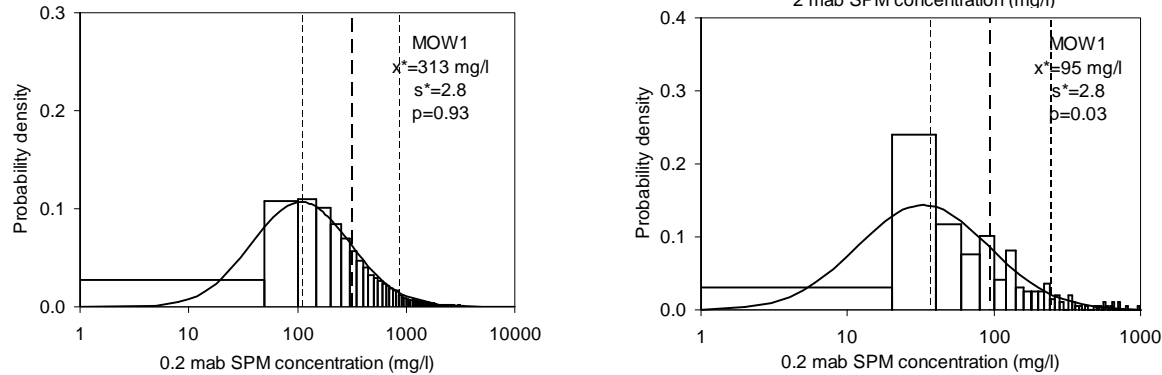 0.3
0.2
0.1
0.0
Probability density
MOW1
x*=313 mg/l
s*=2.8
p=0.93
1
10
100
1000
10000
0.2 mab SPM concentration (mg/l)
2 mab SPM concentration (mg/l)
0.4
0.3
0.2
0.1
0.0
Probability density
MOW1
x*=95 mg/l
s*=2.8
p=0.03
1
10
100
1000
0.2 mab SPM concentration (mg/l)